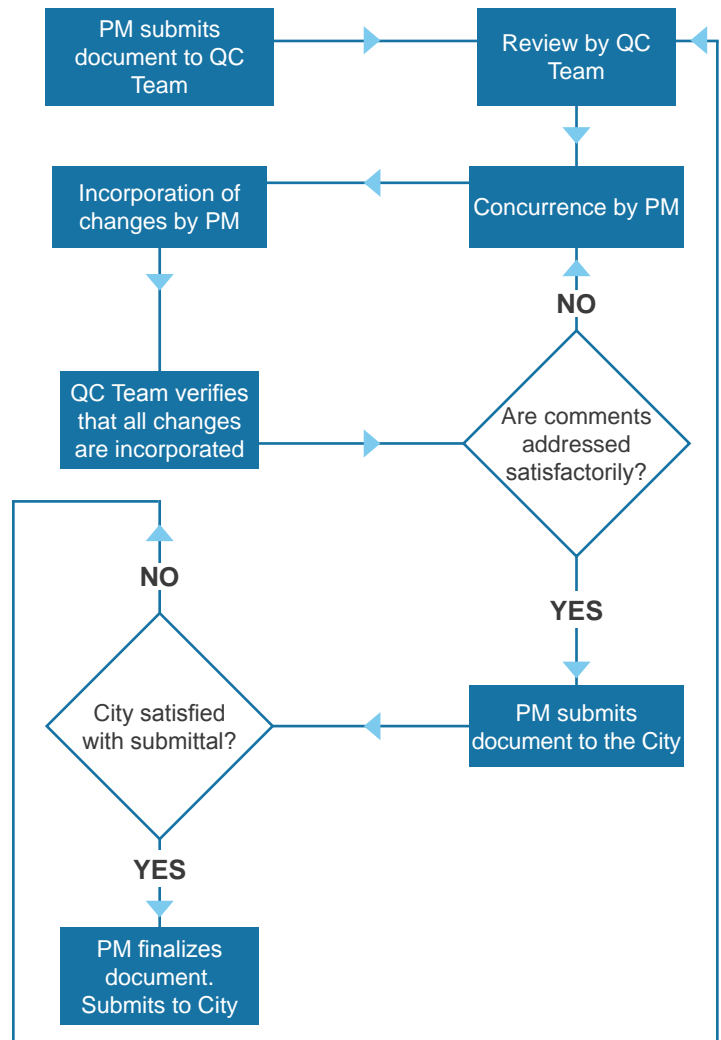 PM submits
document to QC
Team
Review by QC
Team
Incorporation of
changes by PM
Concurrence by PM
NO
QC Team verifies
that all changes
are incorporated
Are comments
addressed
satisfactorily?
NO
YES
City satisfied
with submittal?
PM submits
document to the City
YES
PM finalizes
document.
Submits to City